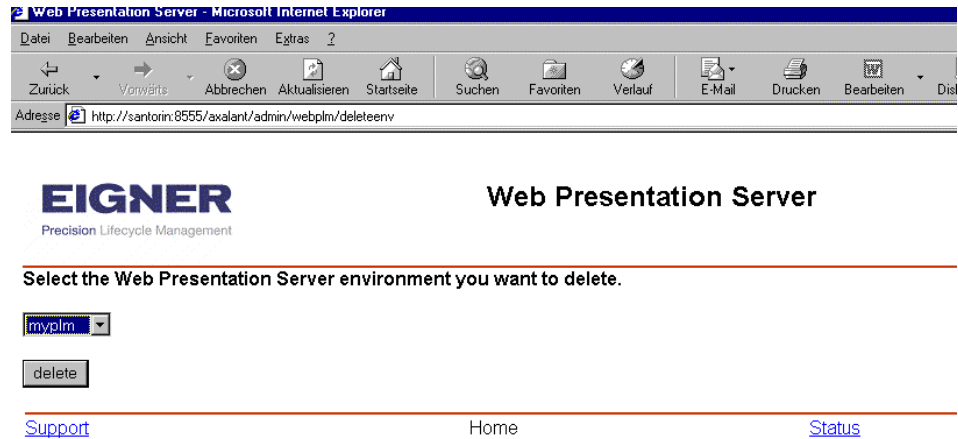 Web Presentation Server - Microsoft Internet Explorer
Datei Bearbeiten Ansicht Favoriten Extras ?
Zurück Vorwärts Abbrechen Aktualisieren Startseite Suchen Favoriten Verlauf E-Mail Drucken Bearbeiten
Adresse http://santorin:8555/axalant/admin/webplm/deleteenv
EIGNER Web Presentation Server
Precision Lifecycle Management
Select the Web Presentation Server environment you want to delete.
myplm
delete
Support Home Status